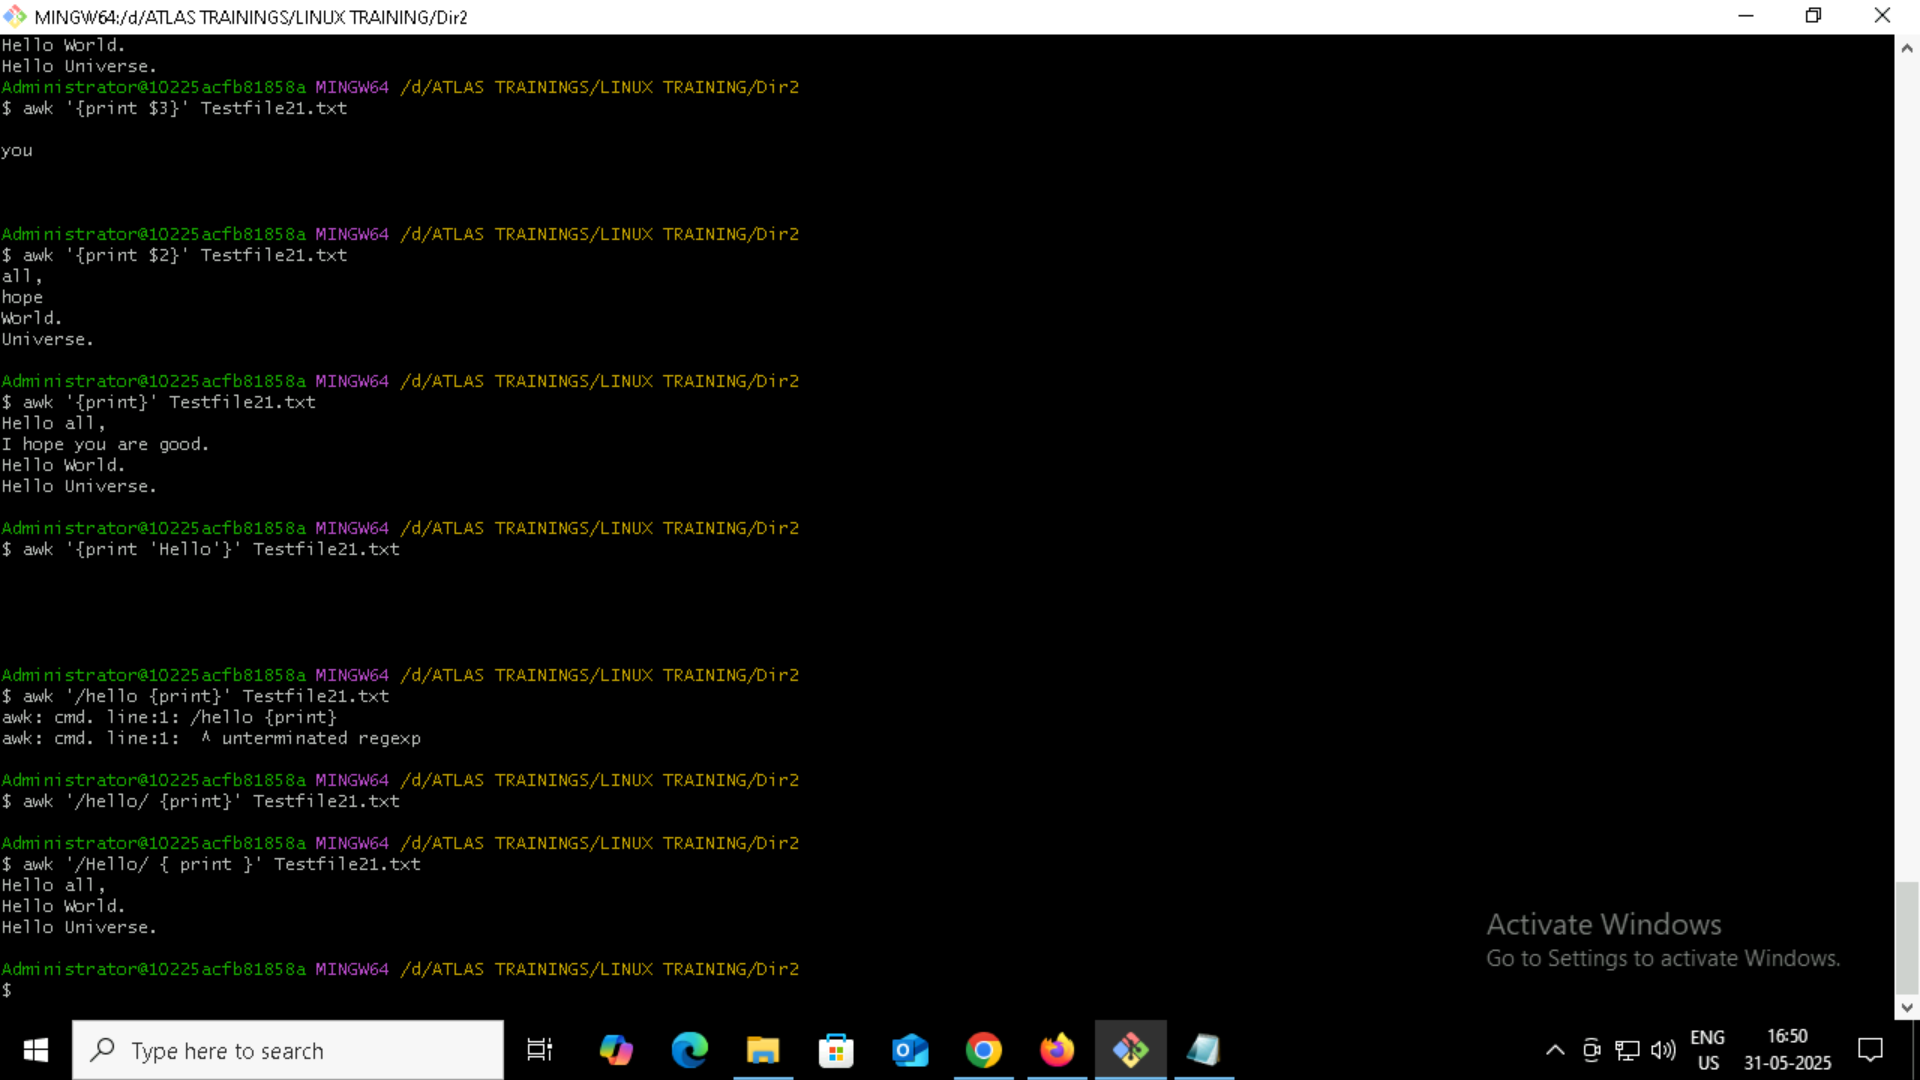 MINGW64:/d/ATLAS TRAININGS/LINUX TRAINING/Dir2
Hello World.
Hello Universe.
Administrator@10225acfb81858a MINGW64 /d/ATLAS TRAININGS/LINUX TRAINING/Dir2
$ awk '{print $3}' Testfile21.txt
you
Administrator@10225acfb81858a MINGW64 /d/ATLAS TRAININGS/LINUX TRAINING/Dir2
$ awk '{print $2}' Testfile21.txt
all,
hope
World.
Universe.
Administrator@10225acfb81858a MINGW64 /d/ATLAS TRAININGS/LINUX TRAINING/Dir2
$ awk '{print}' Testfile21.txt
Hello all,
I hope you are good.
Hello World.
Hello Universe.
Administrator@10225acfb81858a MINGW64 /d/ATLAS TRAININGS/LINUX TRAINING/Dir2
$ awk '{print 'Hello'}' Testfile21.txt
Administrator@10225acfb81858a MINGW64 /d/ATLAS TRAININGS/LINUX TRAINING/Dir2
$ awk '/hello {print}' Testfile21.txt
awk: cmd. line:1: /hello {print}
awk: cmd. line:1:  ^ unterminated regexp
Administrator@10225acfb81858a MINGW64 /d/ATLAS TRAININGS/LINUX TRAINING/Dir2
$ awk '/hello/ {print}' Testfile21.txt
Administrator@10225acfb81858a MINGW64 /d/ATLAS TRAININGS/LINUX TRAINING/Dir2
$ awk '/Hello/ { print }' Testfile21.txt
Hello all,
Hello World.
Hello Universe.
Administrator@10225acfb81858a MINGW64 /d/ATLAS TRAININGS/LINUX TRAINING/Dir2
$
Activate Windows
Go to Settings to activate Windows.
Type here to search
ENG
US
16:50
31-05-2025